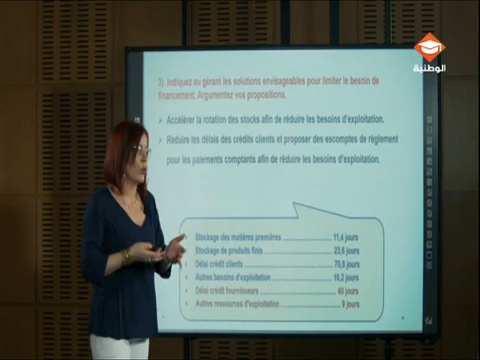 الوطنية
3) Indiquez au gérant les solutions envisageables pour limiter le besoin de
financement. Argumentez vos propositions.
➤ Accélérer la rotation des stocks afin de réduire les besoins d'exploitation.
➤ Réduire les délais des crédits clients et proposer des escomptes de règlement
pour les paiements comptants afin de réduire les besoins d'exploitation.
Stockage des matières premières ........................ 11,4 jours
Stockage de produits finis ........................ 23,6 jours
Délai crédit clients ........................ 70,8 jours
Autres besoins d'exploitation ........................ 10,2 jours
Délai crédit fournisseurs ........................ 40 jours
Autres ressources d'exploitation ........................ 9 jours